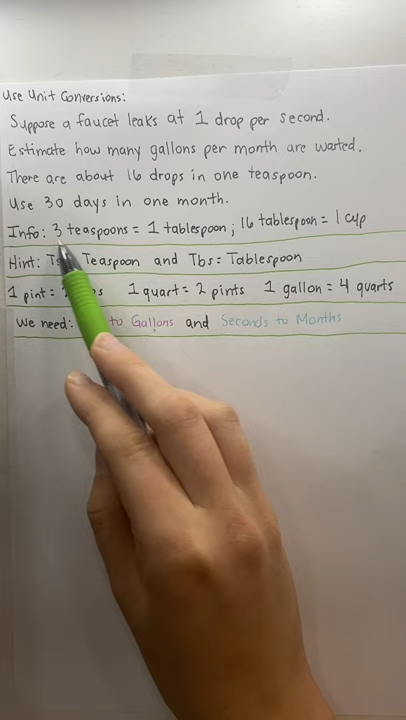 Use Unit Conversions:
Suppose a faucet leaks at 1 drop per second.
Estimate how many gallons per month are wasted.
There are about 16 drops in one teaspoon.
Use 30 days in one month.
Info: 3 teaspoons = 1 tablespoon ; 16 tablespoon = 1 cup
Hint: Teaspoon and Tbs = Tablespoon
1 pint = 1 quart = 2 pints 1 gallon = 4 quarts
We need: to Gallons and Seconds to Months